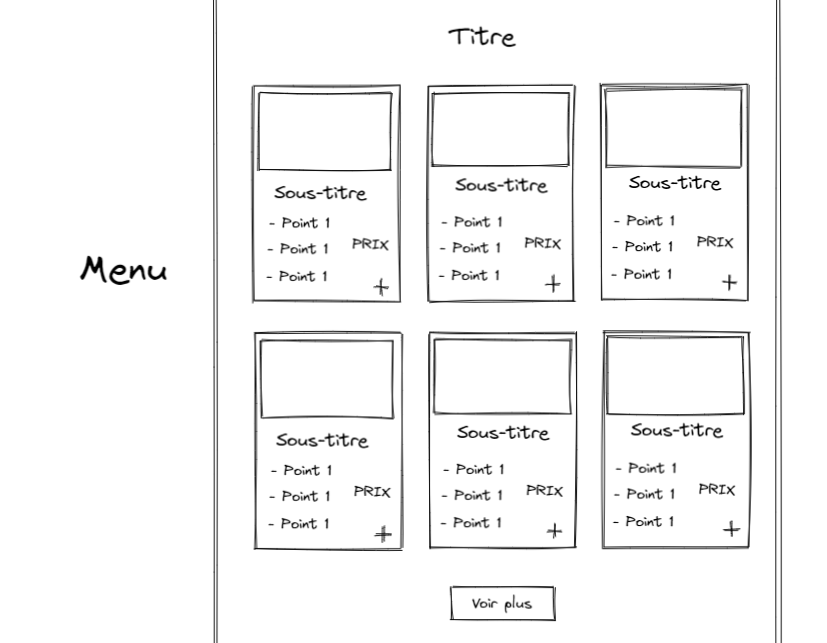 Titre
Sous-titre
- Point 1
- Point 1
- Point 1
PRIX
+
Sous-titre
- Point 1
- Point 1
- Point 1
PRIX
+
Sous-titre
- Point 1
- Point 1
- Point 1
PRIX
+
Menu
Sous-titre
- Point 1
- Point 1
- Point 1
PRIX
+
Sous-titre
- Point 1
- Point 1
- Point 1
PRIX
+
Sous-titre
- Point 1
- Point 1
- Point 1
PRIX
+
Voir plus